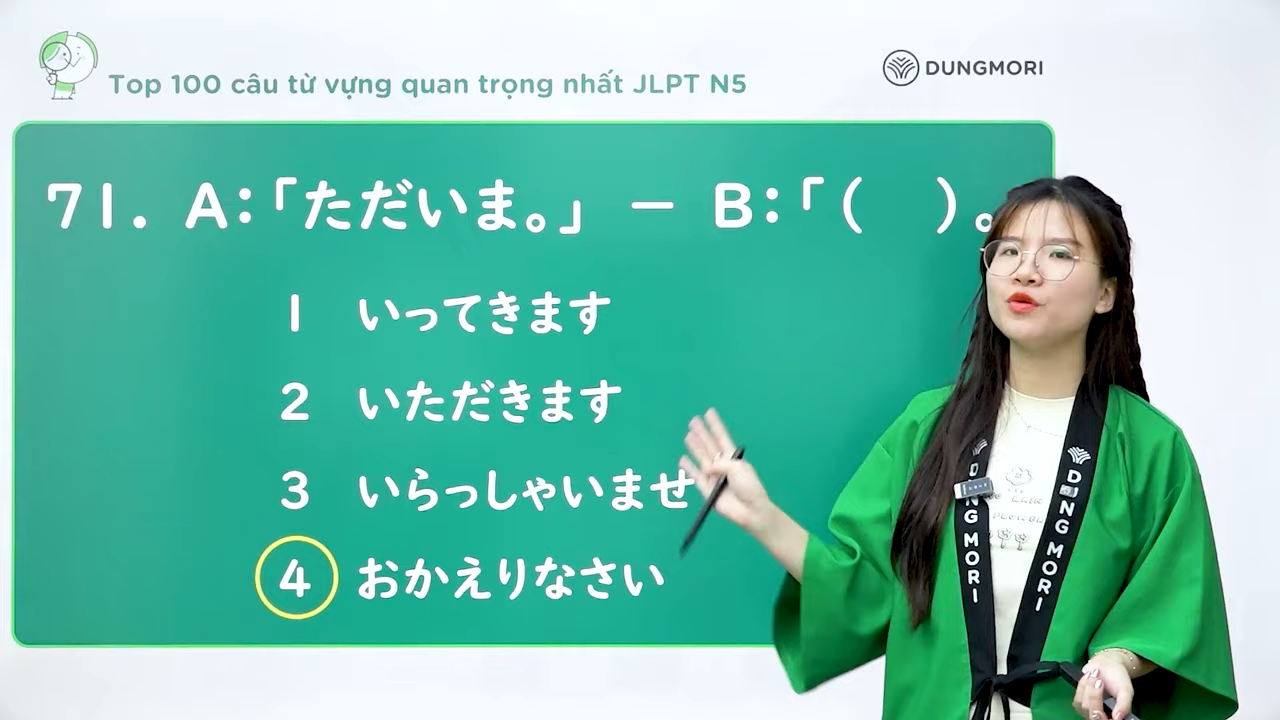 Top 100 câu từ vựng quan trọng nhất JLPT N5
DUNGMORI
71. A:「ただいま。」 － B:「(　)。
1 いってきます
2 いただきます
3 いらっしゃいませ
4 おかえりなさい
DUNG MORI
DUNG MORI